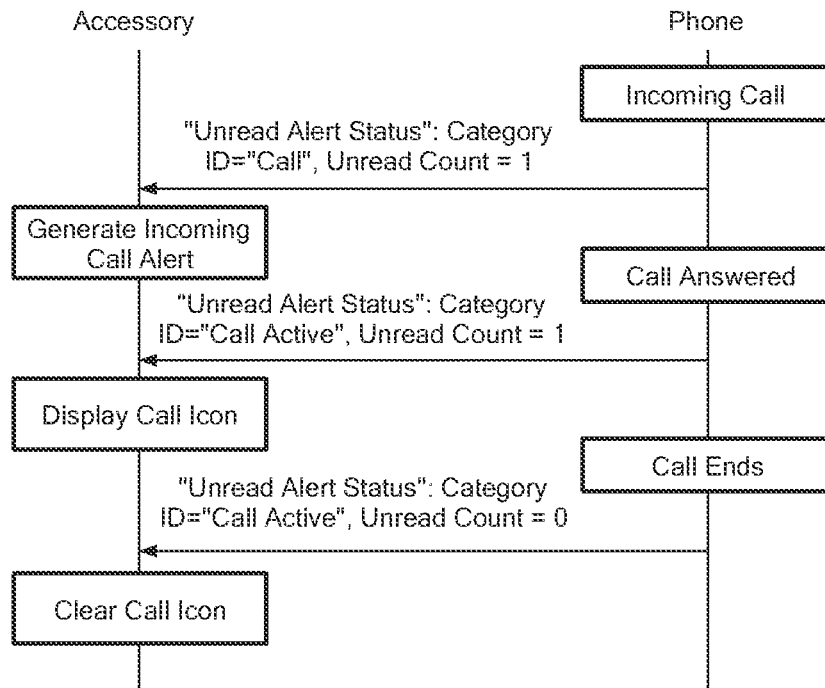 Accessory
Phone
Incoming Call
"Unread Alert Status": Category
ID="Call", Unread Count = 1
Generate Incoming
Call Alert
Call Answered
"Unread Alert Status": Category
ID="Call Active", Unread Count = 1
Display Call Icon
Call Ends
"Unread Alert Status": Category
ID="Call Active", Unread Count = 0
Clear Call Icon